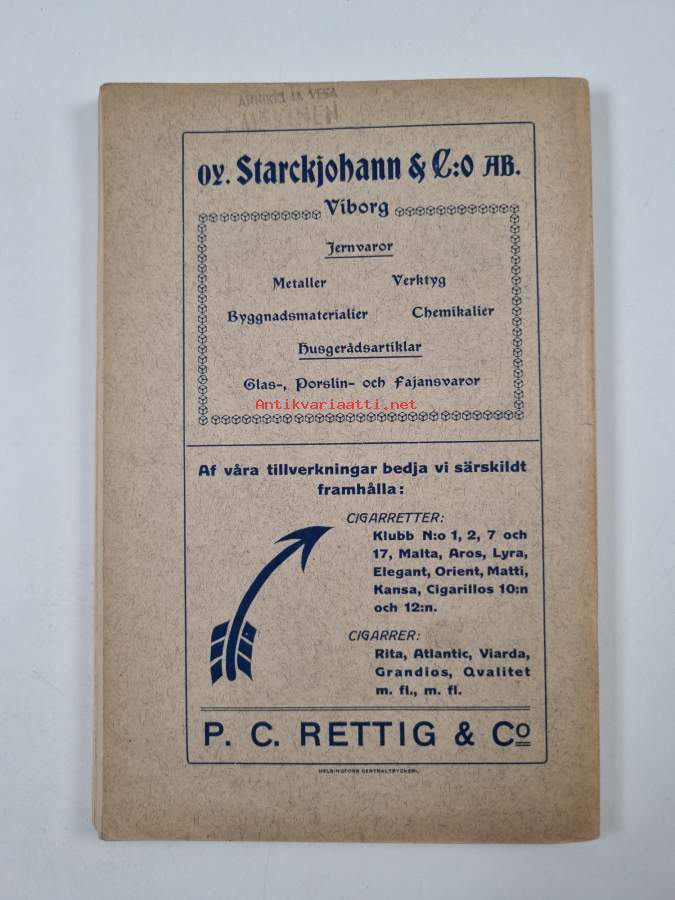 OY. Starckjohann & C:o AB.
Viborg
Jernvaror
Metaller Verktyg
Byggnadsmaterialier Chemikalier
Husgerådsartiklar
Glas-, Porslin- och Fajansvaror
Antikvariaatti.net
Af våra tillverkningar bedja vi särskildt
framhålla:
CIGARRETTER:
Klubb N:o 1, 2, 7 och
17, Malta, Aros, Lyra,
Elegant, Orient, Matti,
Kansa, Cigarillos 10:n
och 12:n.
CIGARRER:
Rita, Atlantic, Viarda,
Grandios, Qvalitet
m. fl., m. fl.
P. C. RETTIG & Co
HELSINGFORS CENTRALTRYCKERI.